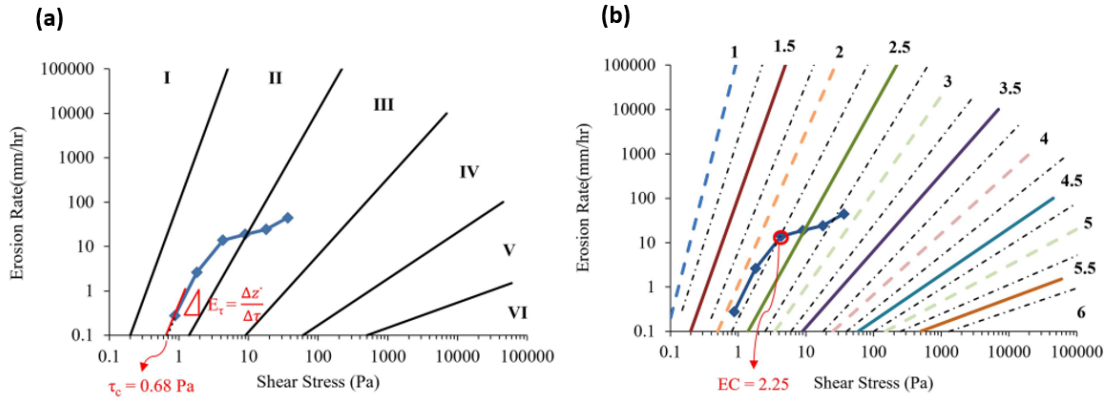 (a)
100000
10000
1000
100
10
1
0.1
Erosion Rate(mm/hr)
I
II
III
IV
V
VI
Eτ = Δz˙/Δτ
0.1
1
10
100
1000
10000
100000
τc = 0.68 Pa
Shear Stress (Pa)
(b)
100000
10000
1000
100
10
1
0.1
Erosion Rate(mm/hr)
1
1.5
2
2.5
3
3.5
4
4.5
5
5.5
6
0.1
1
10
100
1000
10000
100000
EC = 2.25
Shear Stress (Pa)